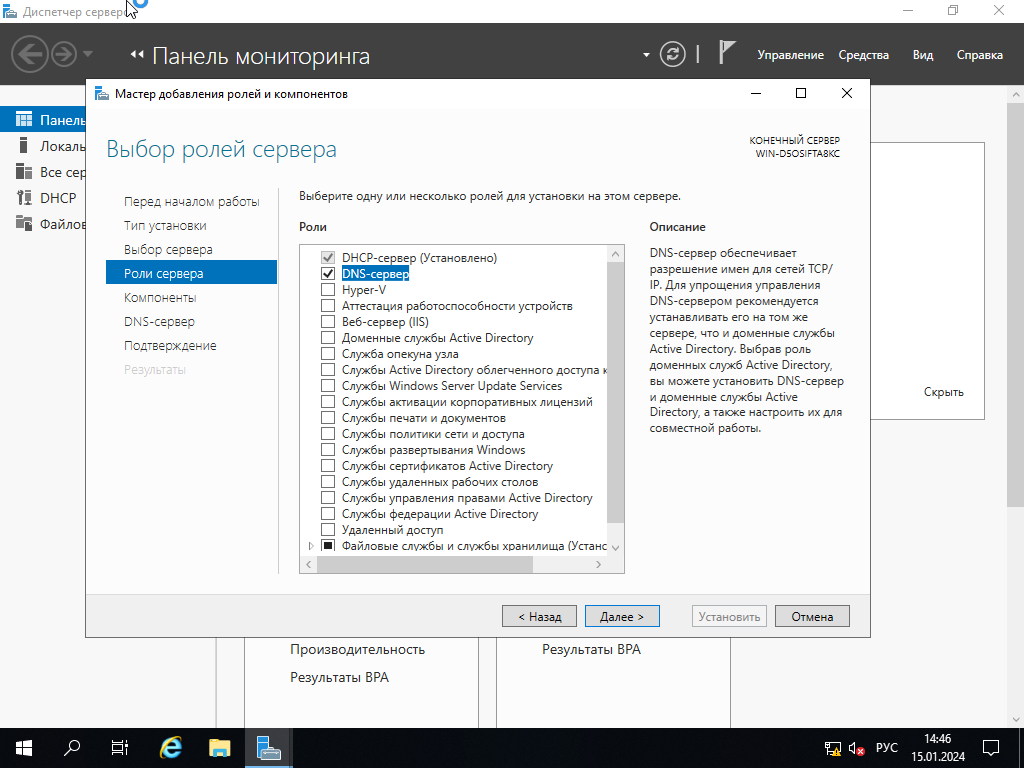 Диспетчер серверо
Панель мониторинга
Управление Средства Вид Справка
Мастер добавления ролей и компонентов
Выбор ролей сервера
КОНЕЧНЫЙ СЕРВЕР
WIN-D5OSIFTA8KC
Панель
Локаль
Все сер
DHCP
Файлов
Перед началом работы
Тип установки
Выбор сервера
Роли сервера
Компоненты
DNS-сервер
Подтверждение
Результаты
Выберите одну или несколько ролей для установки на этом сервере.
Роли
DHCP-сервер (Установлено)
DNS-сервер
Hyper-V
Аттестация работоспособности устройств
Веб-сервер (IIS)
Доменные службы Active Directory
Служба опекуна узла
Службы Active Directory облегченного доступа к
Службы Windows Server Update Services
Службы активации корпоративных лицензий
Службы печати и документов
Службы политики сети и доступа
Службы развертывания Windows
Службы сертификатов Active Directory
Службы удаленных рабочих столов
Службы управления правами Active Directory
Службы федерации Active Directory
Удаленный доступ
Файловые службы и службы хранилища (Устанс
Описание
DNS-сервер обеспечивает
разрешение имен для сетей TCP/
IP. Для упрощения управления
DNS-сервером рекомендуется
устанавливать его на том же
сервере, что и доменные службы
Active Directory. Выбрав роль
доменных служб Active Directory,
вы можете установить DNS-сервер
и доменные службы Active
Directory, а также настроить их для
совместной работы.
Скрыть
< Назад Далее > Установить Отмена
Производительность
Результаты BPA
Результаты BPA
РУС
14:46
15.01.2024